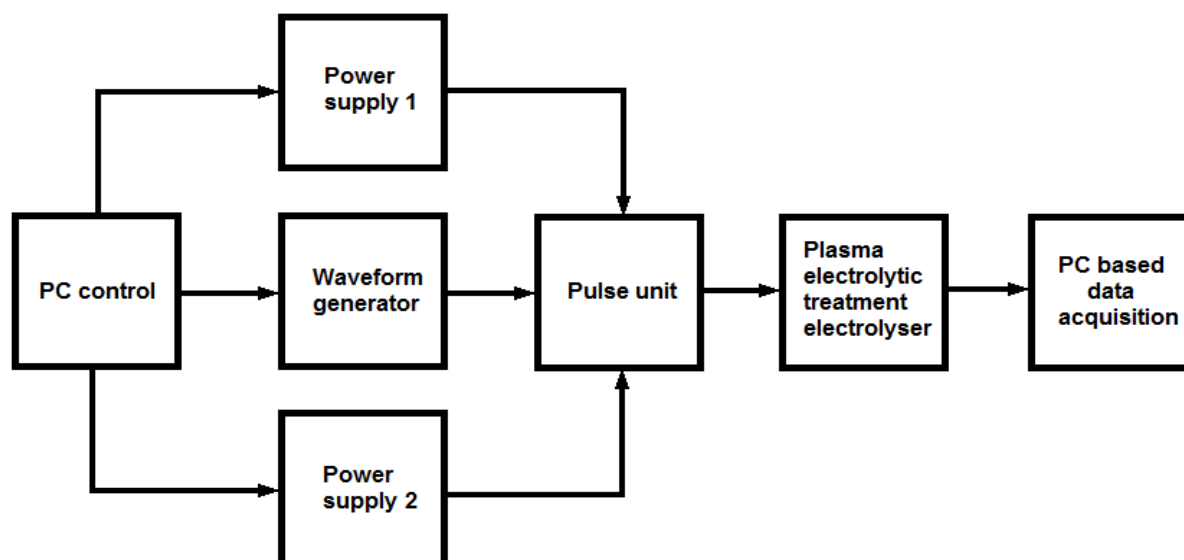 Power
supply 1
PC control
Waveform
generator
Pulse unit
Plasma
electrolytic
treatment
electrolyser
PC based
data
acquisition
Power
supply 2